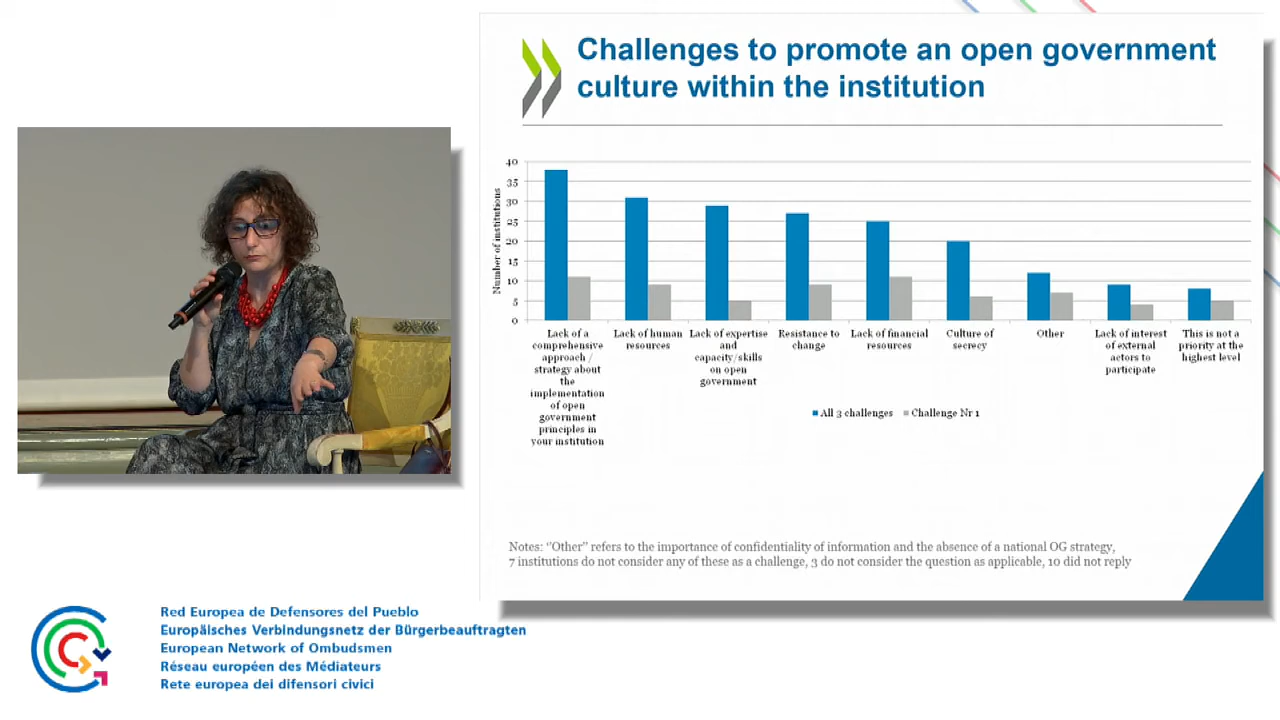 Challenges to promote an open government
culture within the institution
Number of institutions
40
35
30
25
20
15
10
5
0
Lack of a
comprehensive
approach /
strategy about
the
implementation
of open
government
principles in
your institution
Lack of human
resources
Lack of expertise
and
capacity/skills
on open
government
Resistance to
change
Lack of financial
resources
Culture of
secrecy
Other
Lack of interest
of external
actors to
participate
This is not a
priority at the
highest level
All 3 challenges
Challenge Nr 1
Notes: ‘’Other’’ refers to the importance of confidentiality of information and the absence of a national OG strategy,
7 institutions do not consider any of these as a challenge, 3 do not consider the question as applicable, 10 did not reply
Red Europea de Defensores del Pueblo
Europäisches Verbindungsnetz der Bürgerbeauftragten
European Network of Ombudsmen
Réseau européen des Médiateurs
Rete europea dei difensori civici